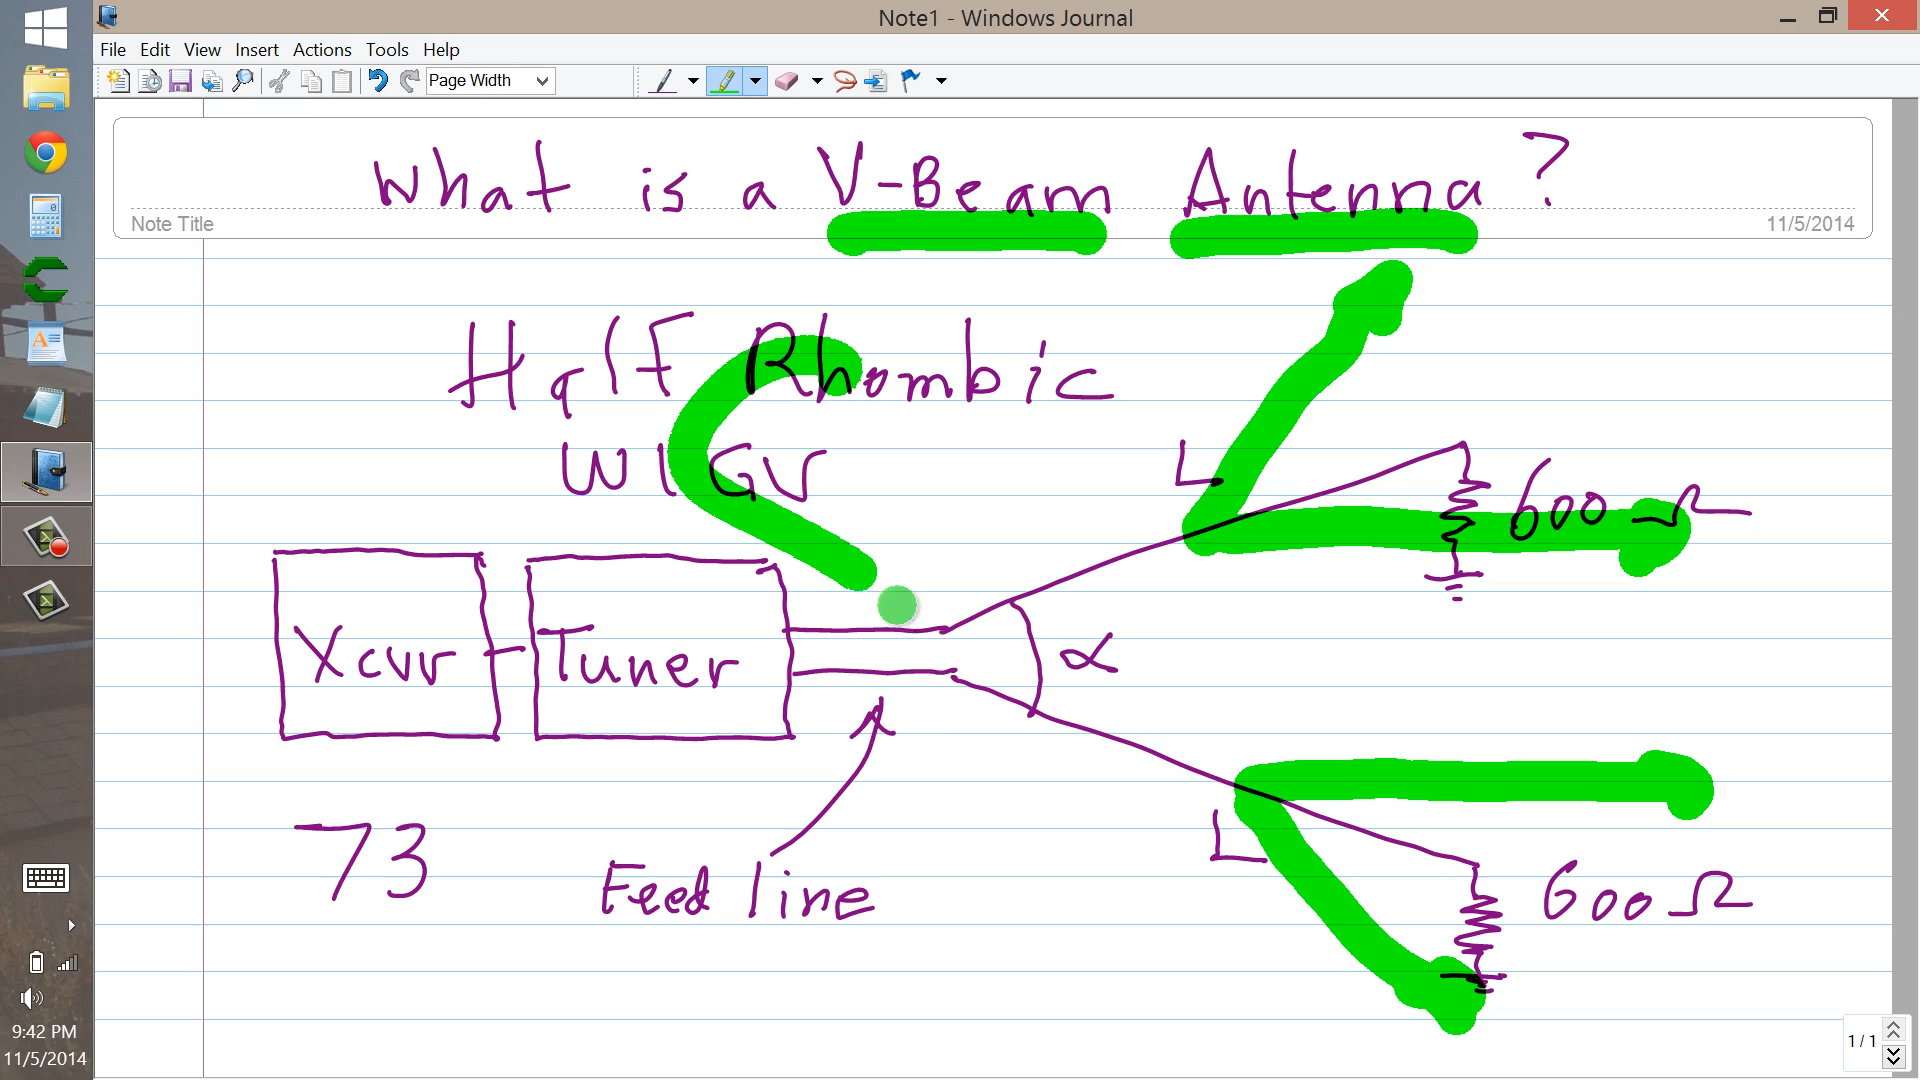 Note1 - Windows Journal
File Edit View Insert Actions Tools Help
Page Width
What is a V-Beam Antenna?
Note Title
11/5/2014
Half Rhombic
W1GV
L
600 Ω
Xcvr
Tuner
α
L
73
Feed line
600 Ω
9:42 PM
11/5/2014
1 / 1